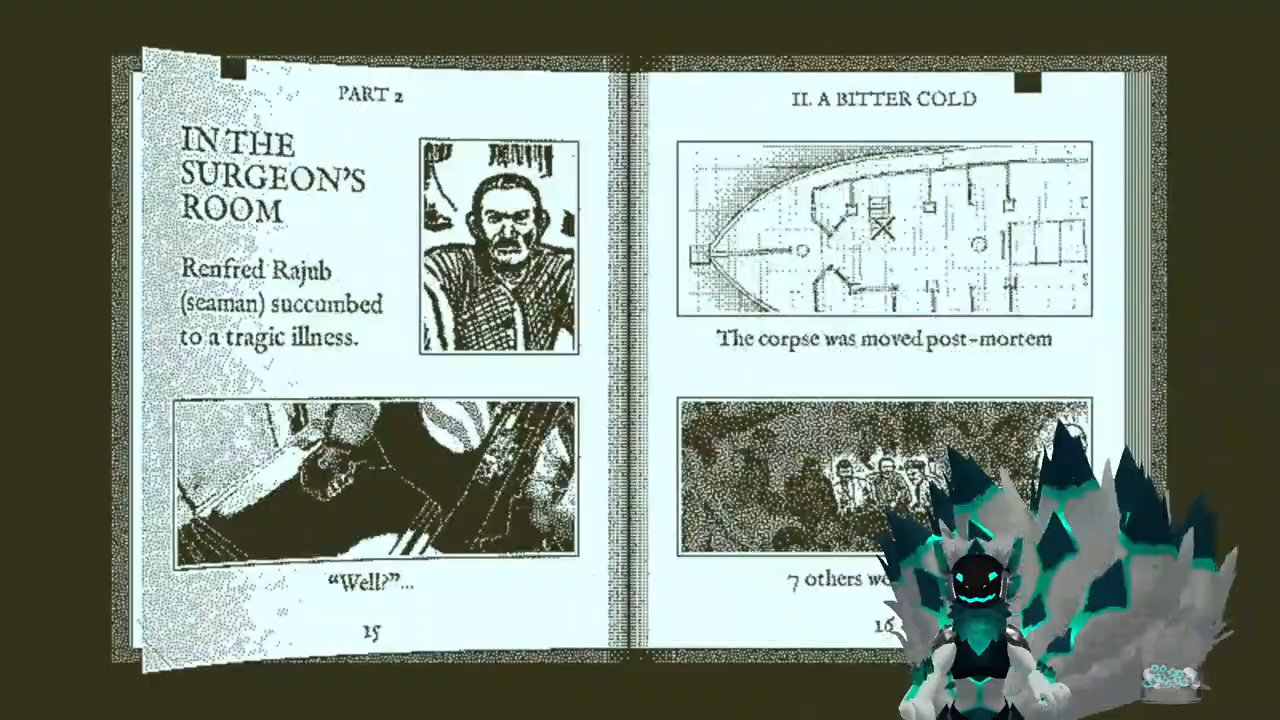 PART 2
IN THE
SURGEON'S
ROOM
Renfred Rajub
(seaman) succumbed
to a tragic illness.
"Well?"...
15
II. A BITTER COLD
The corpse was moved post-mortem
7 others
16